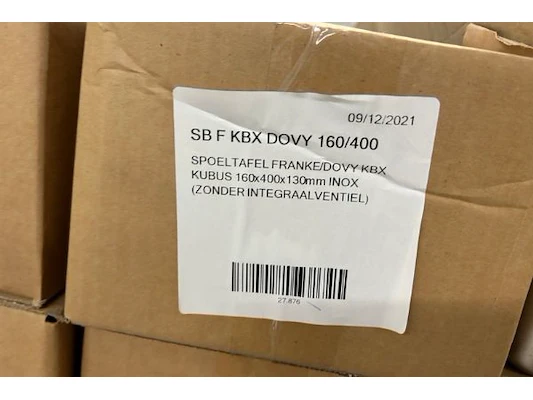 09/12/2021
SB F KBX DOVY 160/400
SPOELTAFEL FRANKE/DOVY KBX
KUBUS 160x400x130mm INOX
(ZONDER INTEGRAALVENTIEL)
27.876